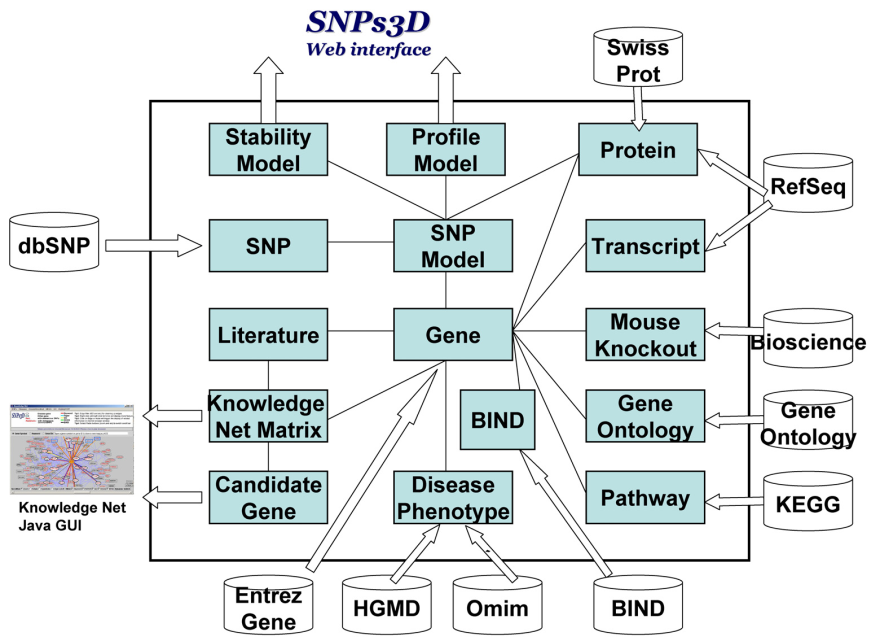 SNPs3D
Web interface
Swiss
Prot
Stability
Model
Profile
Model
Protein
RefSeq
dbSNP
SNP
SNP
Model
Transcript
Literature
Gene
Mouse
Knockout
Bioscience
Knowledge
Net Matrix
BIND
Gene
Ontology
Gene
Ontology
Candidate
Gene
Disease
Phenotype
Pathway
KEGG
Knowledge Net
Java GUI
Entrez
Gene
HGMD
Omim
BIND